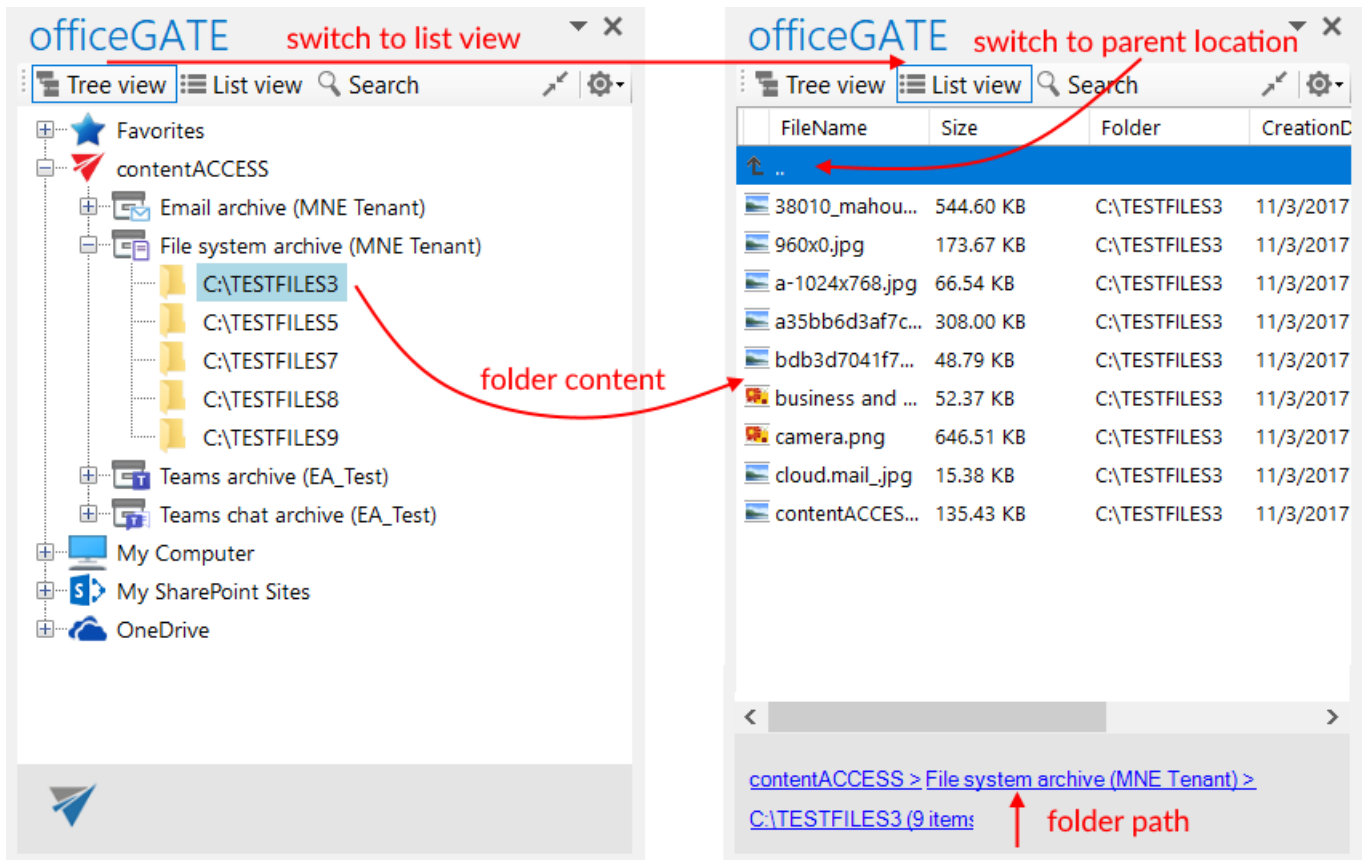 officeGATE switch to list view
Tree view List view Search
Favorites
contentACCESS
Email archive (MNE Tenant)
File system archive (MNE Tenant)
C:\TESTFILES3
C:\TESTFILES5
C:\TESTFILES7
C:\TESTFILES8
C:\TESTFILES9
Teams archive (EA_Test)
Teams chat archive (EA_Test)
My Computer
My SharePoint Sites
OneDrive
folder content
officeGATE switch to parent location
Tree view List view Search
FileName Size Folder CreationD
..
38010_mahou... 544.60 KB C:\TESTFILES3 11/3/2017
960x0.jpg 173.67 KB C:\TESTFILES3 11/3/2017
a-1024x768.jpg 66.54 KB C:\TESTFILES3 11/3/2017
a35bb6d3af7c... 308.00 KB C:\TESTFILES3 11/3/2017
bdb3d7041f7... 48.79 KB C:\TESTFILES3 11/3/2017
business and ... 52.37 KB C:\TESTFILES3 11/3/2017
camera.png 646.51 KB C:\TESTFILES3 11/3/2017
cloud.mail_.jpg 15.38 KB C:\TESTFILES3 11/3/2017
contentACCES... 135.43 KB C:\TESTFILES3 11/3/2017
contentACCESS > File system archive (MNE Tenant) >
C:\TESTFILES3 (9 items
folder path